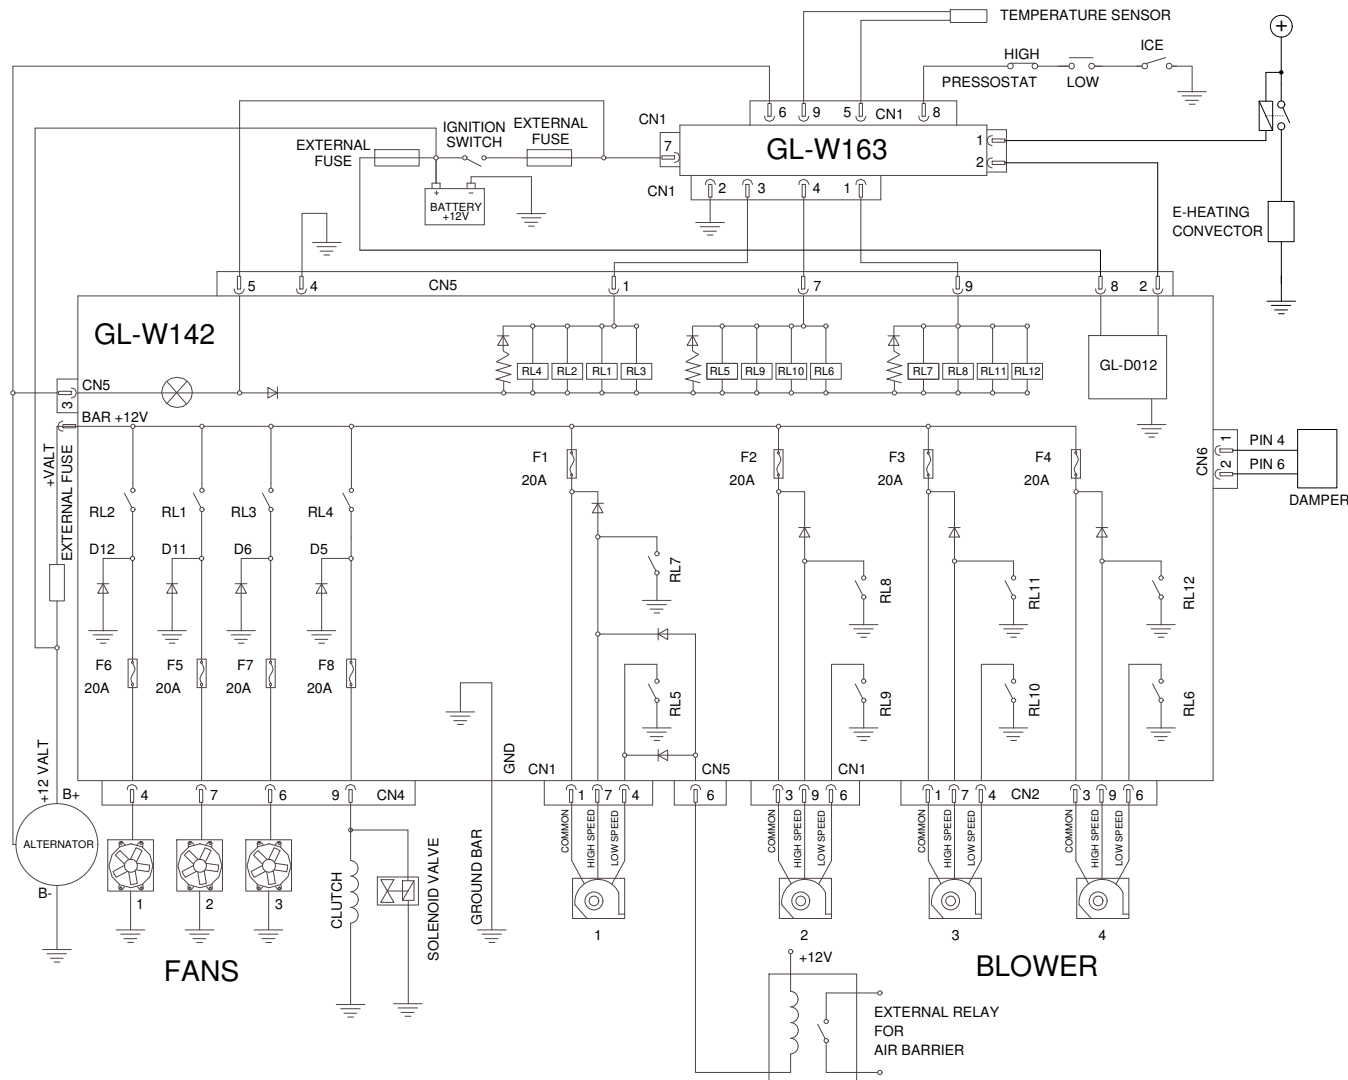 TEMPERATURE SENSOR
+
HIGH
ICE
PRESSOSTAT
LOW
6
9
5
CN1
8
CN1
7
GL-W163
1
2
CN1
2
3
4
1
EXTERNAL
FUSE
IGNITION
SWITCH
EXTERNAL
FUSE
+
−
BATTERY
+12V
E-HEATING
CONVECTOR
5
4
CN5
1
7
9
8
2
GL-W142
RL4
RL2
RL1
RL3
RL5
RL9
RL10
RL6
RL7
RL8
RL11
RL12
GL-D012
CN5
3
BAR +12V
+VALT
EXTERNAL FUSE
F1
20A
F2
20A
F3
20A
F4
20A
CN6
1
2
PIN 4
PIN 6
DAMPER
RL2
RL1
RL3
RL4
D12
D11
D6
D5
RL7
RL8
RL11
RL12
F6
20A
F5
20A
F7
20A
F8
20A
RL5
RL9
RL10
RL6
GND
CN1
CN5
CN1
4
7
6
9
CN4
1
7
4
6
3
9
6
1
7
4
CN2
3
9
6
+12 VALT
B+
ALTERNATOR
B-
COMMON
HIGH SPEED
LOW SPEED
COMMON
HIGH SPEED
LOW SPEED
COMMON
HIGH SPEED
LOW SPEED
COMMON
HIGH SPEED
LOW SPEED
1
2
3
CLUTCH
SOLENOID VALVE
GROUND BAR
1
2
3
4
FANS
BLOWER
+12V
EXTERNAL RELAY
FOR
AIR BARRIER